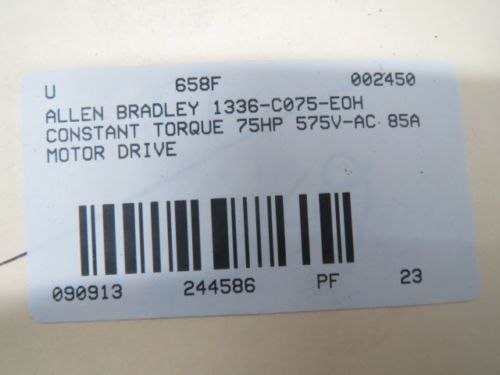 U 658F 002450
ALLEN BRADLEY 1336-C075-EOH
CONSTANT TORQUE 75HP 575V-AC 85A
MOTOR DRIVE
090913 244586 PF 23